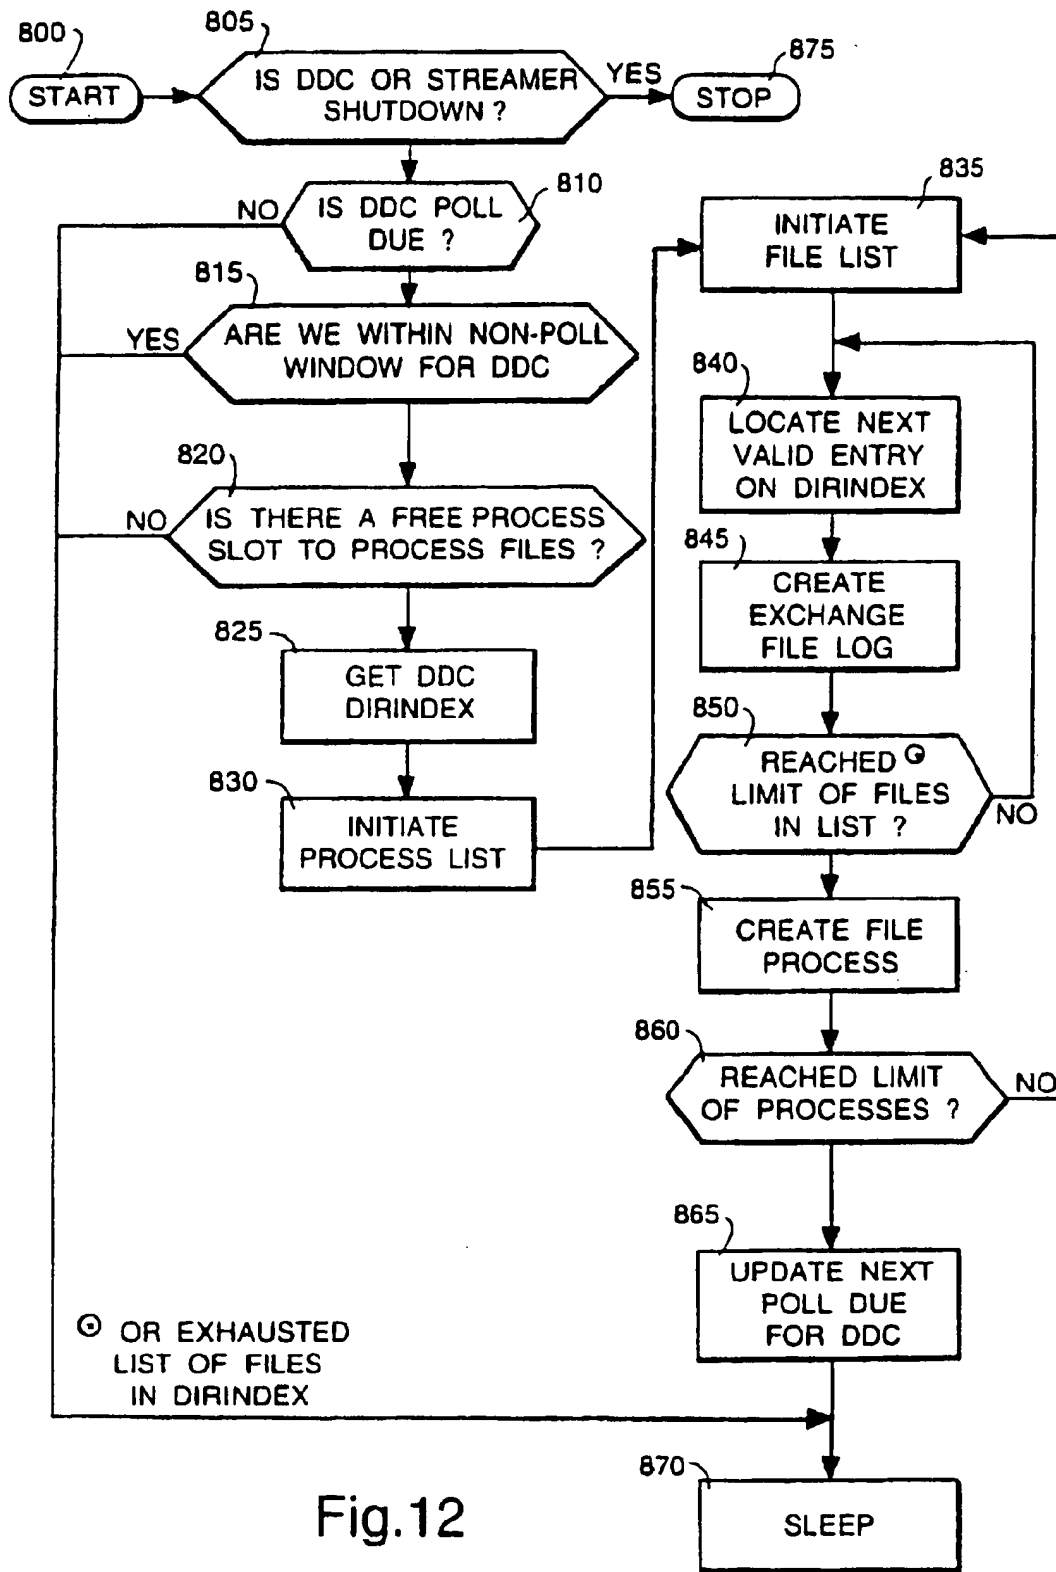 800
START
805
IS DDC OR STREAMER
SHUTDOWN ?
YES
875
STOP
810
IS DDC POLL
DUE ?
NO
815
ARE WE WITHIN NON-POLL
WINDOW FOR DDC
YES
820
IS THERE A FREE PROCESS
SLOT TO PROCESS FILES ?
NO
825
GET DDC
DIRINDEX
830
INITIATE
PROCESS LIST
835
INITIATE
FILE LIST
840
LOCATE NEXT
VALID ENTRY
ON DIRINDEX
845
CREATE
EXCHANGE
FILE LOG
850
REACHED ⊙
LIMIT OF FILES
IN LIST ?
NO
855
CREATE FILE
PROCESS
860
REACHED LIMIT
OF PROCESSES ?
NO
865
UPDATE NEXT
POLL DUE
FOR DDC
⊙ OR EXHAUSTED
LIST OF FILES
IN DIRINDEX
870
SLEEP
Fig.12